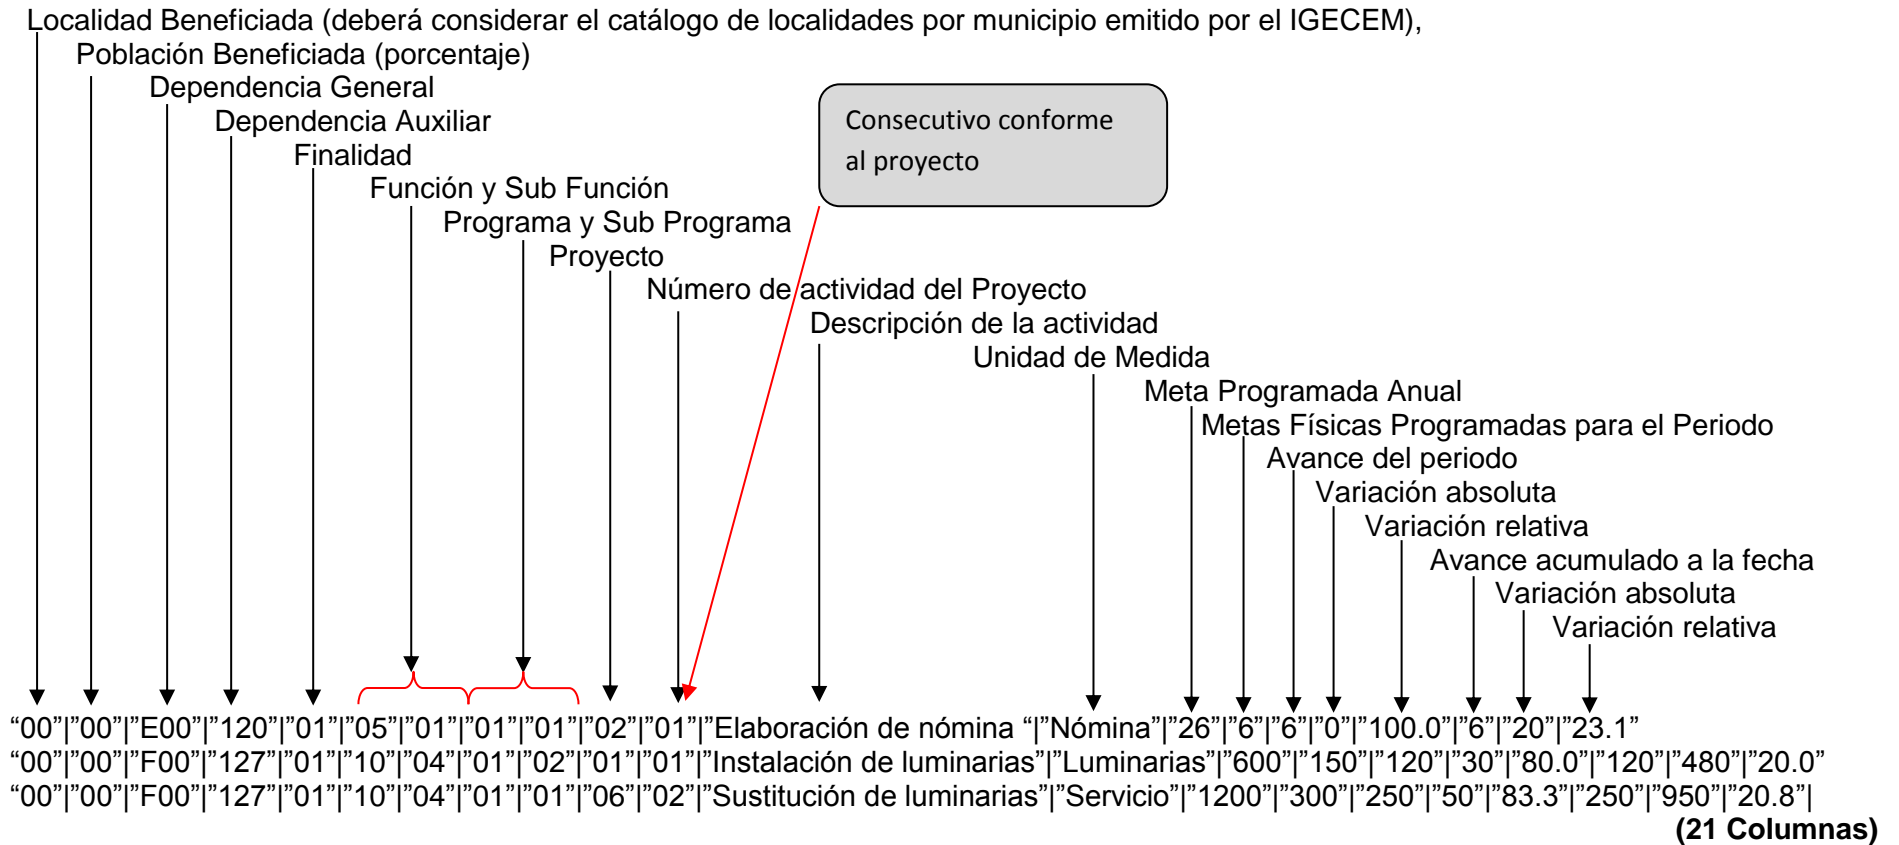 Localidad Beneficiada (deberá considerar el catálogo de localidades por municipio emitido por el IGECEM),
Población Beneficiada (porcentaje)
Dependencia General
Dependencia Auxiliar
Finalidad
Función y Sub Función
Programa y Sub Programa
Proyecto
Consecutivo conforme
al proyecto
Número de actividad del Proyecto
Descripción de la actividad
Unidad de Medida
Meta Programada Anual
Metas Físicas Programadas para el Periodo
Avance del periodo
Variación absoluta
Variación relativa
Avance acumulado a la fecha
Variación absoluta
Variación relativa
“00”|”00”|”E00”|”120”|”01”|”05”|”01”|”01”|”01”|”02”|”01”|”Elaboración de nómina “|”Nómina”|”26”|”6”|”6”|”0”|”100.0”|”6”|”20”|”23.1”
“00”|”00”|”F00”|”127”|”01”|”10”|”04”|”01”|”02”|”01”|”01”|”Instalación de luminarias”|”Luminarias”|”600”|”150”|”120”|”30”|”80.0”|”120”|”480”|”20.0”
“00”|”00”|”F00”|”127”|”01”|”10”|”04”|”01”|”01”|”06”|”02”|”Sustitución de luminarias”|”Servicio”|”1200”|”300”|”250”|”50”|”83.3”|”250”|”950”|”20.8”|
(21 Columnas)